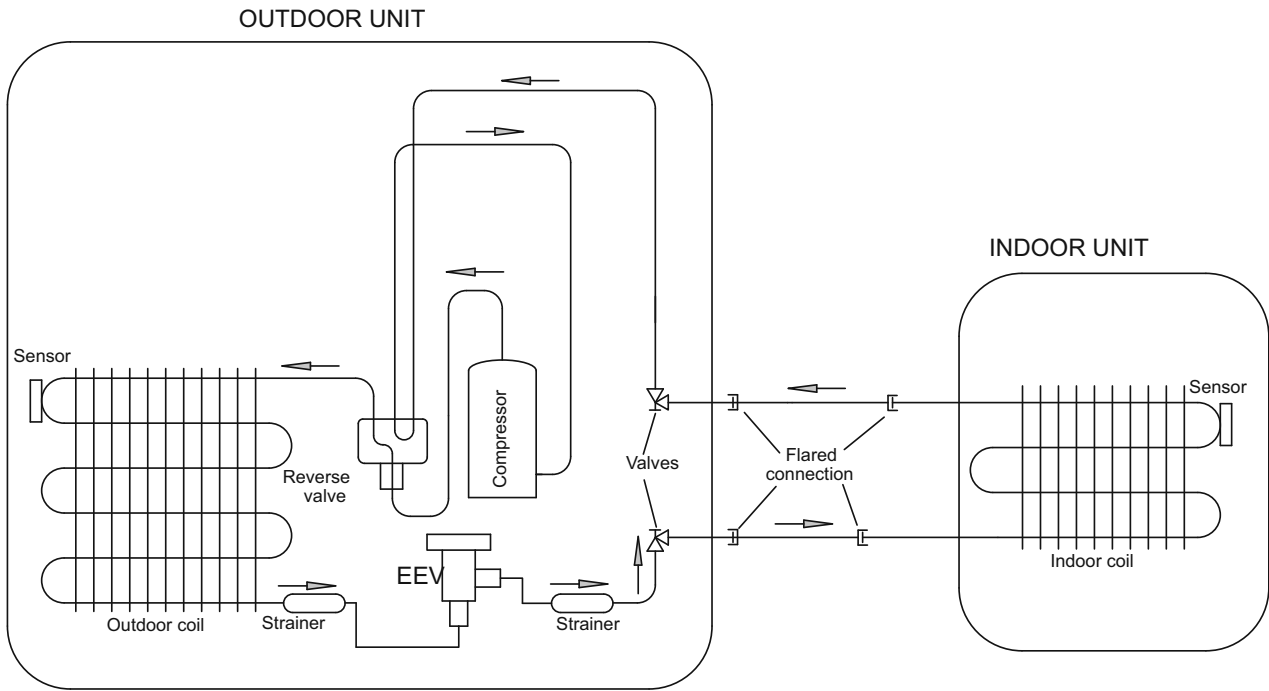 OUTDOOR UNIT
INDOOR UNIT
Sensor
Compressor
Sensor
Reverse
valve
Valves
Flared
connection
EEV
Indoor coil
Outdoor coil
Strainer
Strainer